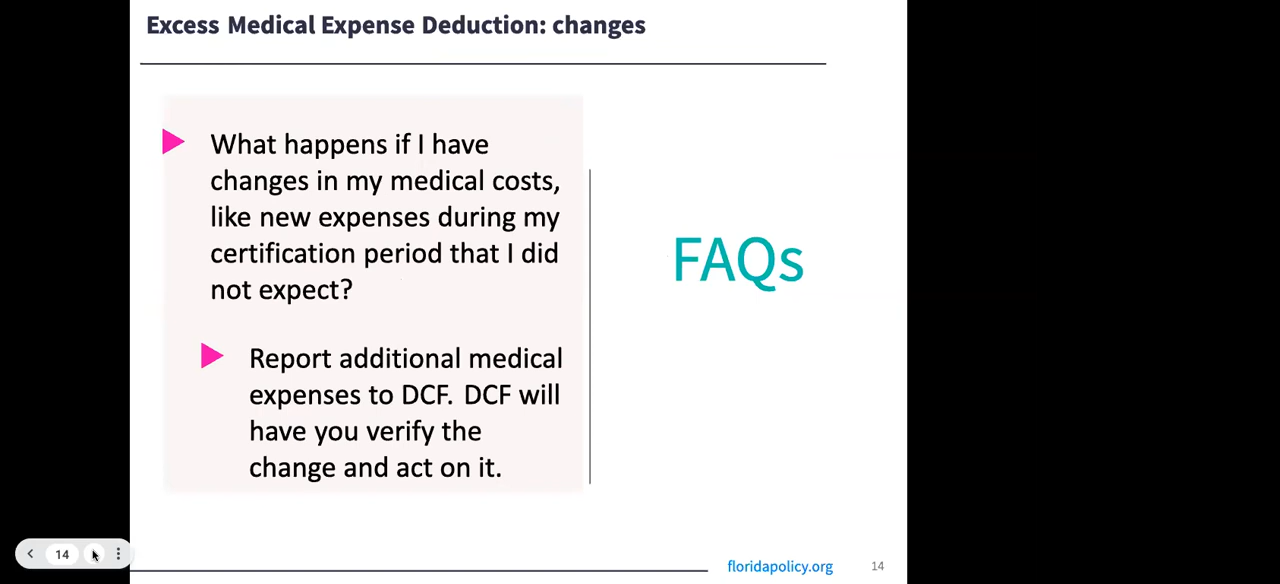 Excess Medical Expense Deduction: changes
What happens if I have
changes in my medical costs,
like new expenses during my
certification period that I did
not expect?
Report additional medical
expenses to DCF.  DCF will
have you verify the
change and act on it.
FAQs
14
floridapolicy.org
14